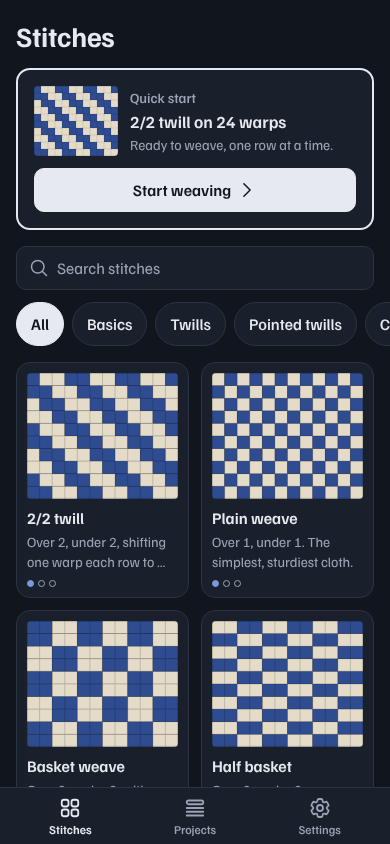 Stitches
Quick start
2/2 twill on 24 warps
Ready to weave, one row at a time.
Start weaving
Search stitches
All
Basics
Twills
Pointed twills
C
2/2 twill
Over 2, under 2, shifting
one warp each row to ...
Plain weave
Over 1, under 1. The
simplest, sturdiest cloth.
Basket weave
Half basket
Stitches
Projects
Settings